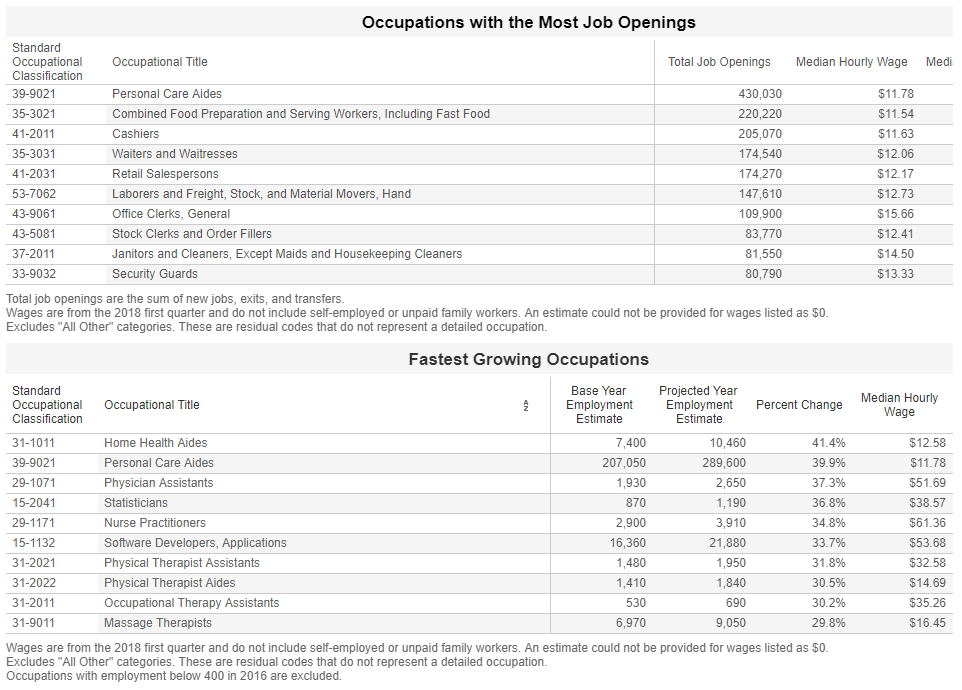 Occupations with the Most Job Openings
Standard Occupational Classification Occupational Title Total Job Openings Median Hourly Wage Medi
39-9021 Personal Care Aides 430,030 $11.78
35-3021 Combined Food Preparation and Serving Workers, Including Fast Food 220,220 $11.54
41-2011 Cashiers 205,070 $11.63
35-3031 Waiters and Waitresses 174,540 $12.06
41-2031 Retail Salespersons 174,270 $12.17
53-7062 Laborers and Freight, Stock, and Material Movers, Hand 147,610 $12.73
43-9061 Office Clerks, General 109,900 $15.66
43-5081 Stock Clerks and Order Fillers 83,770 $12.41
37-2011 Janitors and Cleaners, Except Maids and Housekeeping Cleaners 81,550 $14.50
33-9032 Security Guards 80,790 $13.33
Total job openings are the sum of new jobs, exits, and transfers.
Wages are from the 2018 first quarter and do not include self-employed or unpaid family workers. An estimate could not be provided for wages listed as $0.
Excludes "All Other" categories. These are residual codes that do not represent a detailed occupation.
Fastest Growing Occupations
Standard Occupational Classification Occupational Title Base Year Employment Estimate Projected Year Employment Estimate Percent Change Median Hourly Wage
31-1011 Home Health Aides 7,400 10,460 41.4% $12.58
39-9021 Personal Care Aides 207,050 289,600 39.9% $11.78
29-1071 Physician Assistants 1,930 2,650 37.3% $51.69
15-2041 Statisticians 870 1,190 36.8% $38.57
29-1171 Nurse Practitioners 2,900 3,910 34.8% $61.36
15-1132 Software Developers, Applications 16,360 21,880 33.7% $53.68
31-2021 Physical Therapist Assistants 1,480 1,950 31.8% $32.58
31-2022 Physical Therapist Aides 1,410 1,840 30.5% $14.69
31-2011 Occupational Therapy Assistants 530 690 30.2% $35.26
31-9011 Massage Therapists 6,970 9,050 29.8% $16.45
Wages are from the 2018 first quarter and do not include self-employed or unpaid family workers. An estimate could not be provided for wages listed as $0.
Excludes "All Other" categories. These are residual codes that do not represent a detailed occupation.
Occupations with employment below 400 in 2016 are excluded.